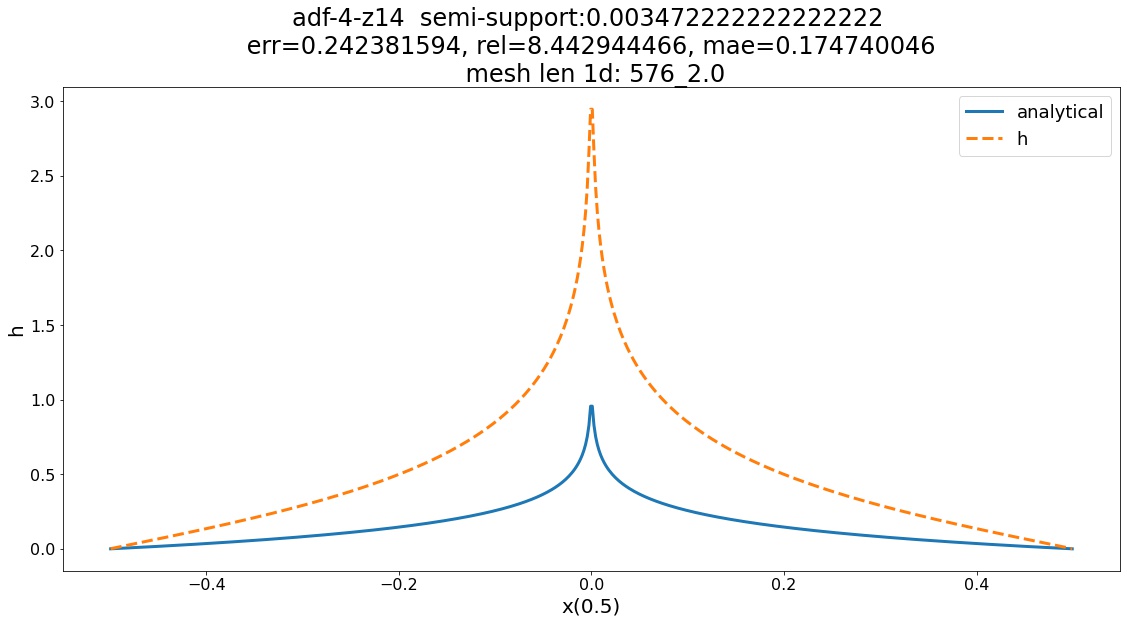 adf-4-z14  semi-support:0.003472222222222222
err=0.242381594, rel=8.442944466, mae=0.174740046
mesh len 1d: 576_2.0
analytical
h
h
3.0
2.5
2.0
1.5
1.0
0.5
0.0
−0.4
−0.2
0.0
0.2
0.4
x(0.5)